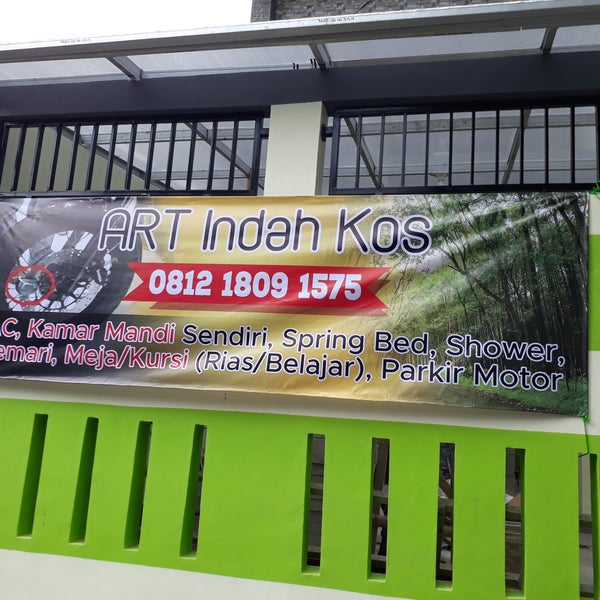 ART Indah Kos
0812 1809 1575
C, Kamar Mandi Sendiri, Spring Bed, Shower,
emari, Meja/Kursi (Rias/Belajar), Parkir Motor